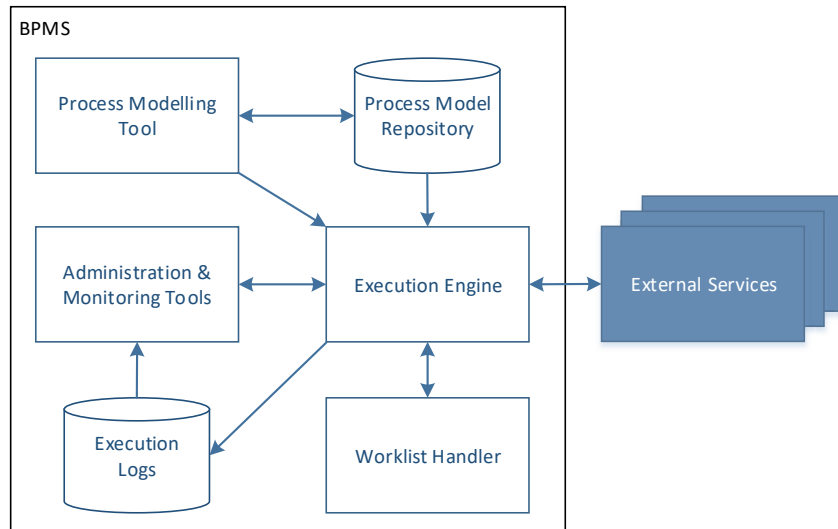 BPMS
Process Modelling
Tool
Process Model
Repository
Administration &
Monitoring Tools
Execution Engine
External Services
Execution
Logs
Worklist Handler